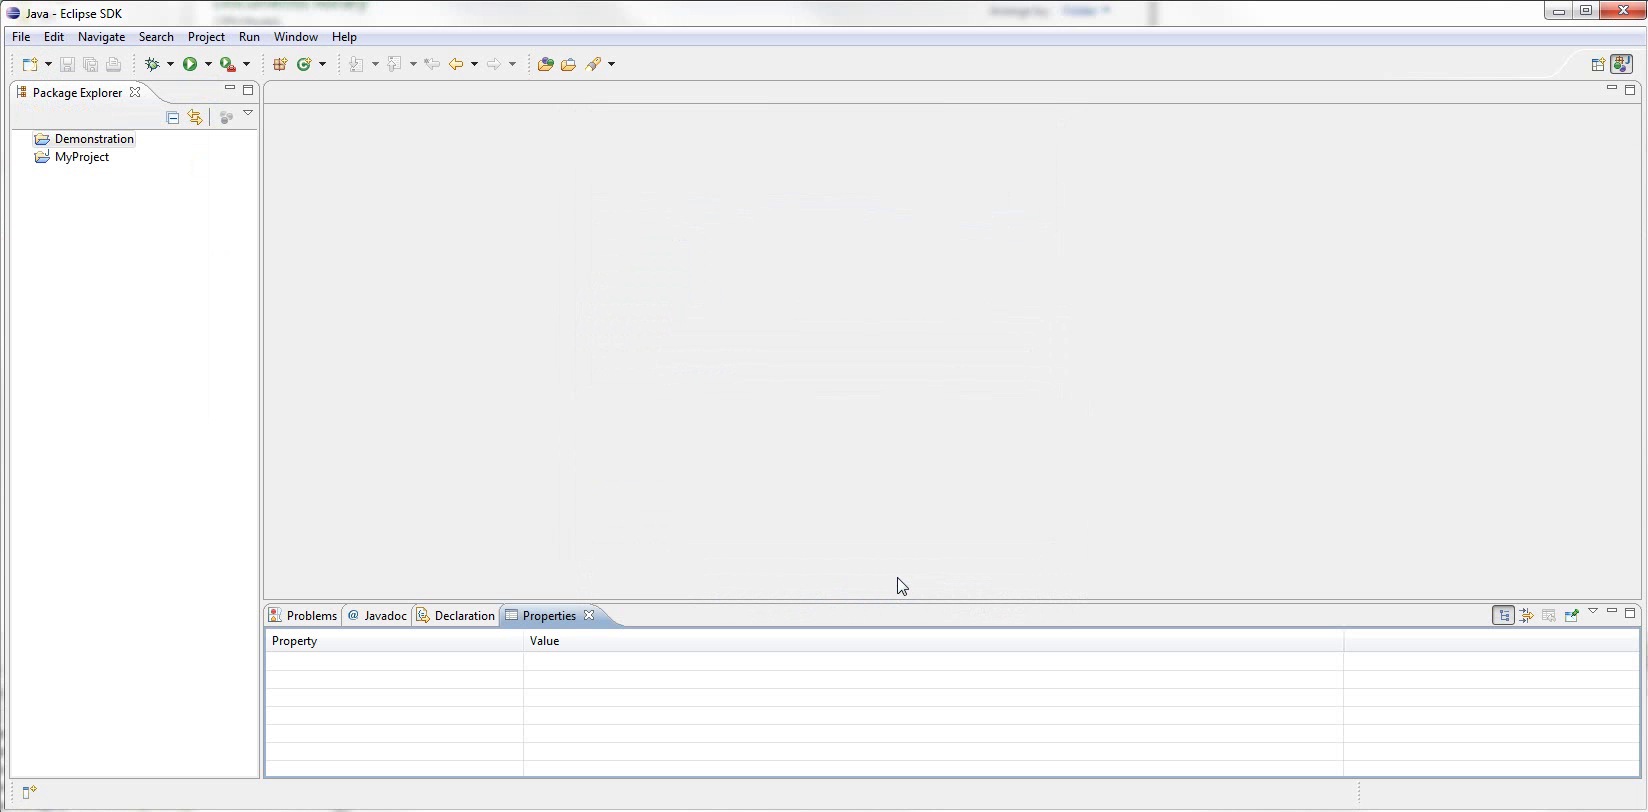 Java - Eclipse SDK
File Edit Navigate Search Project Run Window Help
Package Explorer
Demonstration
MyProject
Problems @ Javadoc Declaration Properties
Property Value